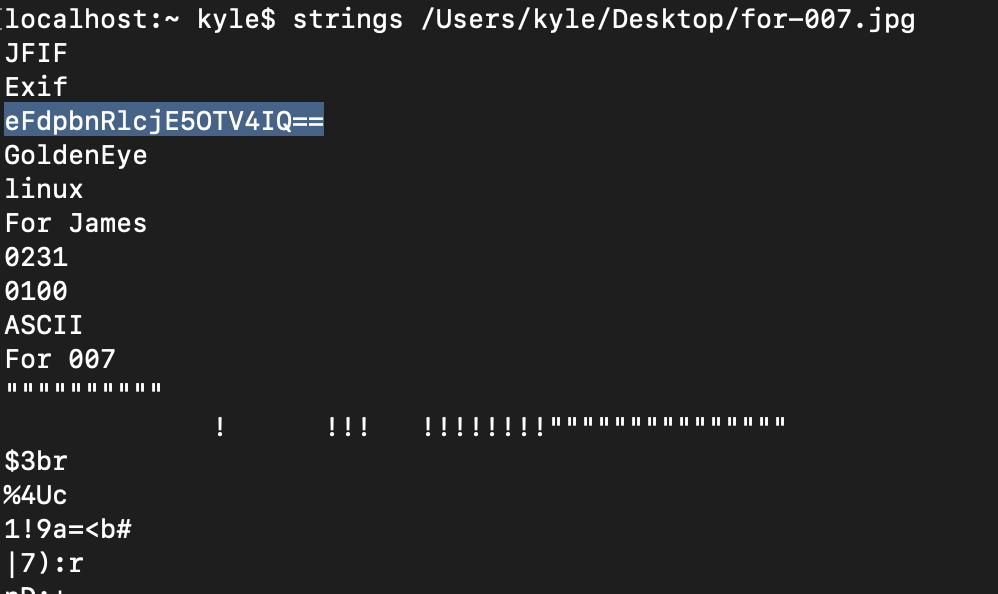 localhost:~ kyle$ strings /Users/kyle/Desktop/for-007.jpg
JFIF
Exif
eFdpbnRlcjE5OTV4IQ==
GoldenEye
linux
For James
0231
0100
ASCII
For 007
""""""""""
!      !!!   !!!!!!!!"""""""""""""""
$3br
%4Uc
1!9a=<b#
|7):r